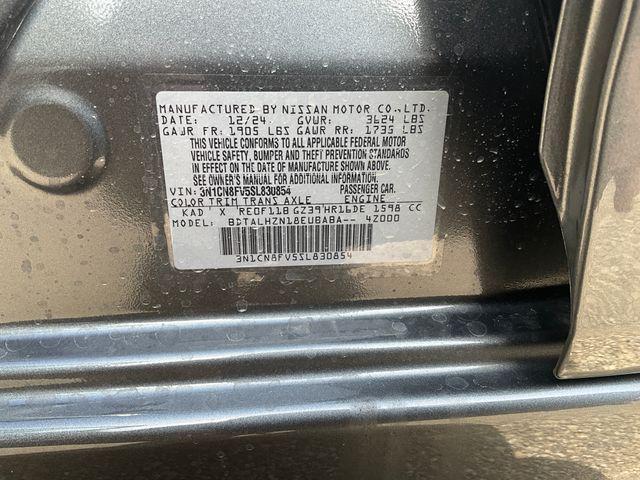 MANUFACTURED BY NISSAN MOTOR CO.,LTD.
DATE: 12/24 GVWR: 3624 LBS
GAWR FR: 1905 LBS GAWR RR: 1735 LBS
THIS VEHICLE CONFORMS TO ALL APPLICABLE FEDERAL MOTOR
VEHICLE SAFETY, BUMPER AND THEFT PREVENTION STANDARDS
IN EFFECT ON THE DATE OF MANUFACTURE SHOWN ABOVE.
SEE OWNER'S MANUAL FOR ADDITIONAL INFORMATION.
VIN: 3N1CN8FV5SL830854 PASSENGER CAR.
COLOR TRIM TRANS AXLE ENGINE
KAD X RE0F11B GZ39 HR16DE 1598 CC
MODEL: BDTALHZN18EUBABA-- 4Z000
3N1CN8FV5SL830854